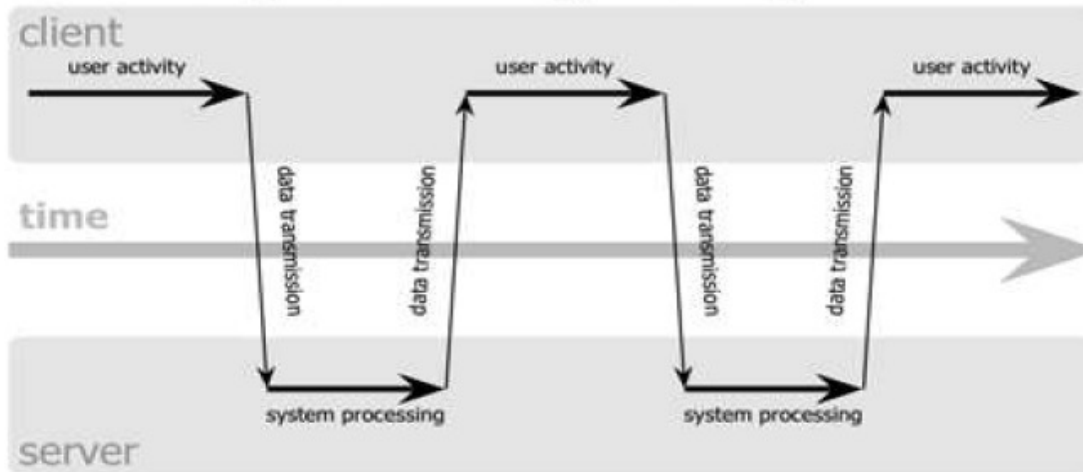 client
user activity
user activity
user activity
data transmission
data transmission
data transmission
data transmission
time
system processing
system processing
server